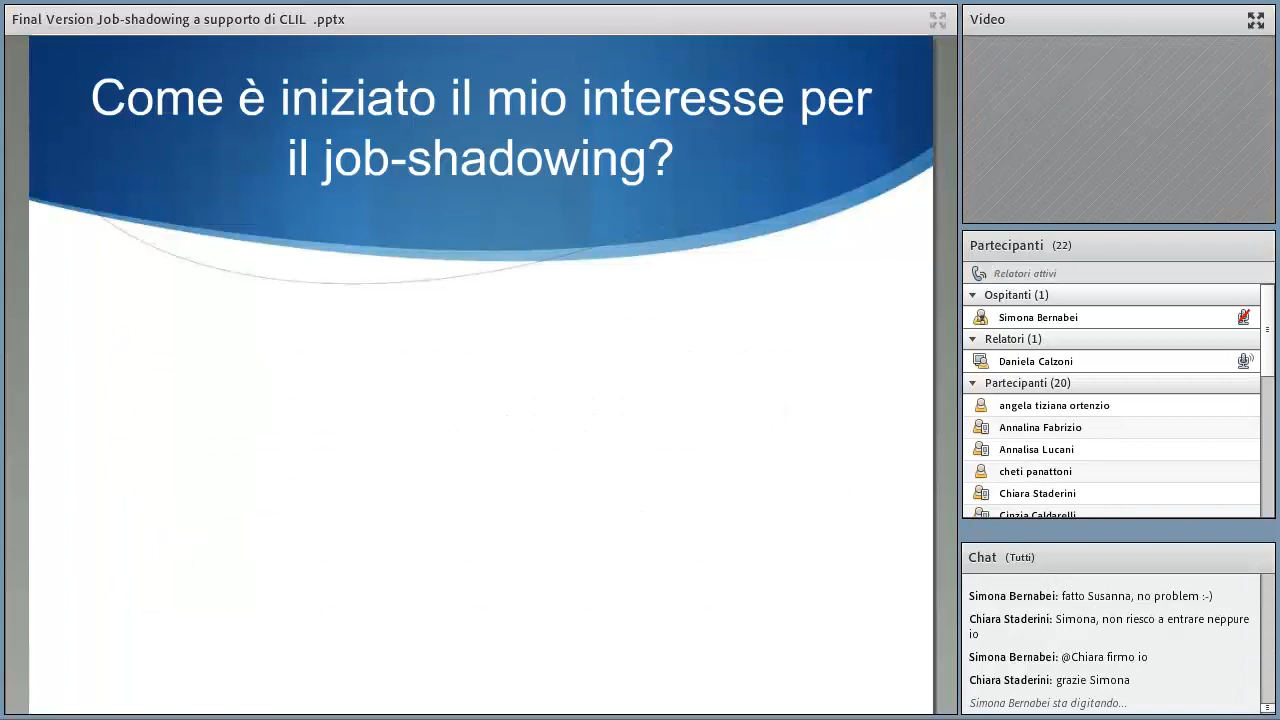 Final Version Job-shadowing a supporto di CLIL .pptx
Come è iniziato il mio interesse per
il job-shadowing?
Video
Partecipanti (22)
Relatori attivi
Ospitanti (1)
Simona Bernabei
Relatori (1)
Daniela Calzoni
Partecipanti (20)
angela tiziana ortenzio
Annalina Fabrizio
Annalisa Lucani
cheti panattoni
Chiara Staderini
Cinzia Caldarelli
Chat (Tutti)
Simona Bernabei: fatto Susanna, no problem :-)
Chiara Staderini: Simona, non riesco a entrare neppure
io
Simona Bernabei: @Chiara firmo io
Chiara Staderini: grazie Simona
Simona Bernabei sta digitando...